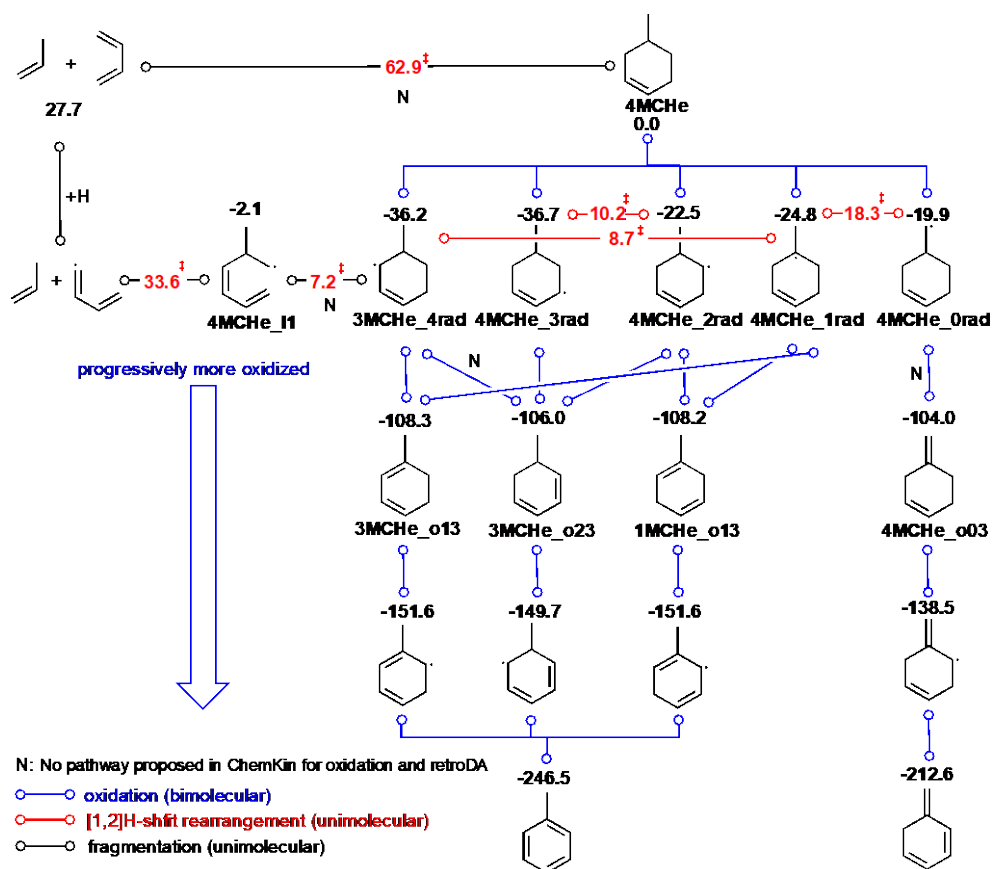 62.9‡
N
4MCHe
0.0
+
27.7
+H
-2.1
-36.2
-36.7
10.2‡
-22.5
-24.8
18.3‡
-19.9
8.7‡
+
33.6‡
7.2‡
N
4MCHe_I1
3MCHe_4rad
4MCHe_3rad
4MCHe_2rad
4MCHe_1rad
4MCHe_0rad
progressively more oxidized
N
N
-108.3
-106.0
-108.2
-104.0
3MCHe_o13
3MCHe_o23
1MCHe_o13
4MCHe_o03
-151.6
-149.7
-151.6
-138.5
N: No pathway proposed in ChemKin for oxidation and retroDA
-246.5
-212.6
oxidation (bimolecular)
[1,2]H-shfit rearrangement (unimolecular)
fragmentation (unimolecular)